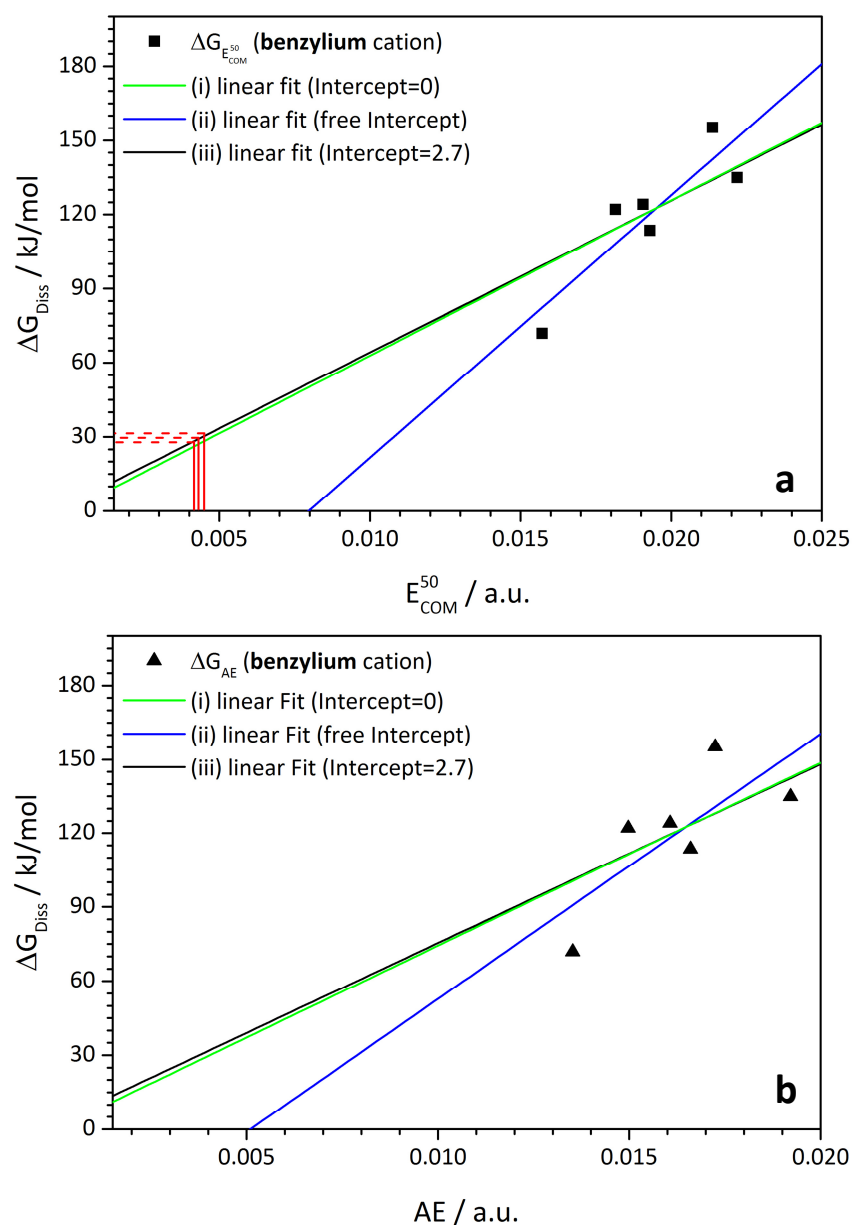 ΔG_{E_{COM}^{50}} (benzylium cation)
(i) linear fit (Intercept=0)
(ii) linear fit (free Intercept)
(iii) linear fit (Intercept=2.7)
180
150
120
90
60
30
0
ΔG_{Diss} / kJ/mol
a
0.005 0.010 0.015 0.020 0.025
E_{COM}^{50} / a.u.
ΔG_{AE} (benzylium cation)
(i) linear Fit (Intercept=0)
(ii) linear Fit (free Intercept)
(iii) linear Fit (Intercept=2.7)
180
150
120
90
60
30
0
ΔG_{Diss} / kJ/mol
b
0.005 0.010 0.015 0.020
AE / a.u.